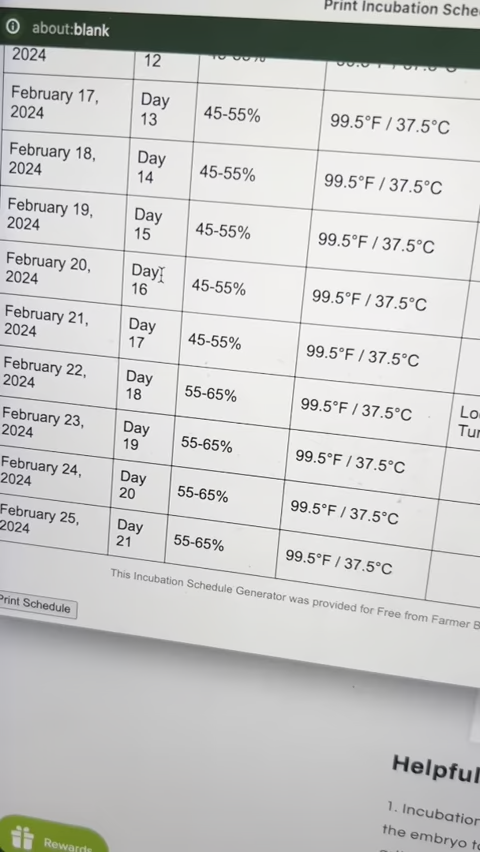 Print Incubation Sche
about:blank
2024
12
February 17,
2024
Day
13
45-55%
99.5°F / 37.5°C
February 18,
2024
Day
14
45-55%
99.5°F / 37.5°C
February 19,
2024
Day
15
45-55%
99.5°F / 37.5°C
February 20,
2024
Day
16
45-55%
99.5°F / 37.5°C
February 21,
2024
Day
17
45-55%
99.5°F / 37.5°C
February 22,
2024
Day
18
55-65%
99.5°F / 37.5°C
Lo
Tur
February 23,
2024
Day
19
55-65%
99.5°F / 37.5°C
February 24,
2024
Day
20
55-65%
99.5°F / 37.5°C
February 25,
2024
Day
21
55-65%
99.5°F / 37.5°C
This Incubation Schedule Generator was provided for Free from Farmer B
Print Schedule
Helpful
1. Incubation
the embryo to
Rewards